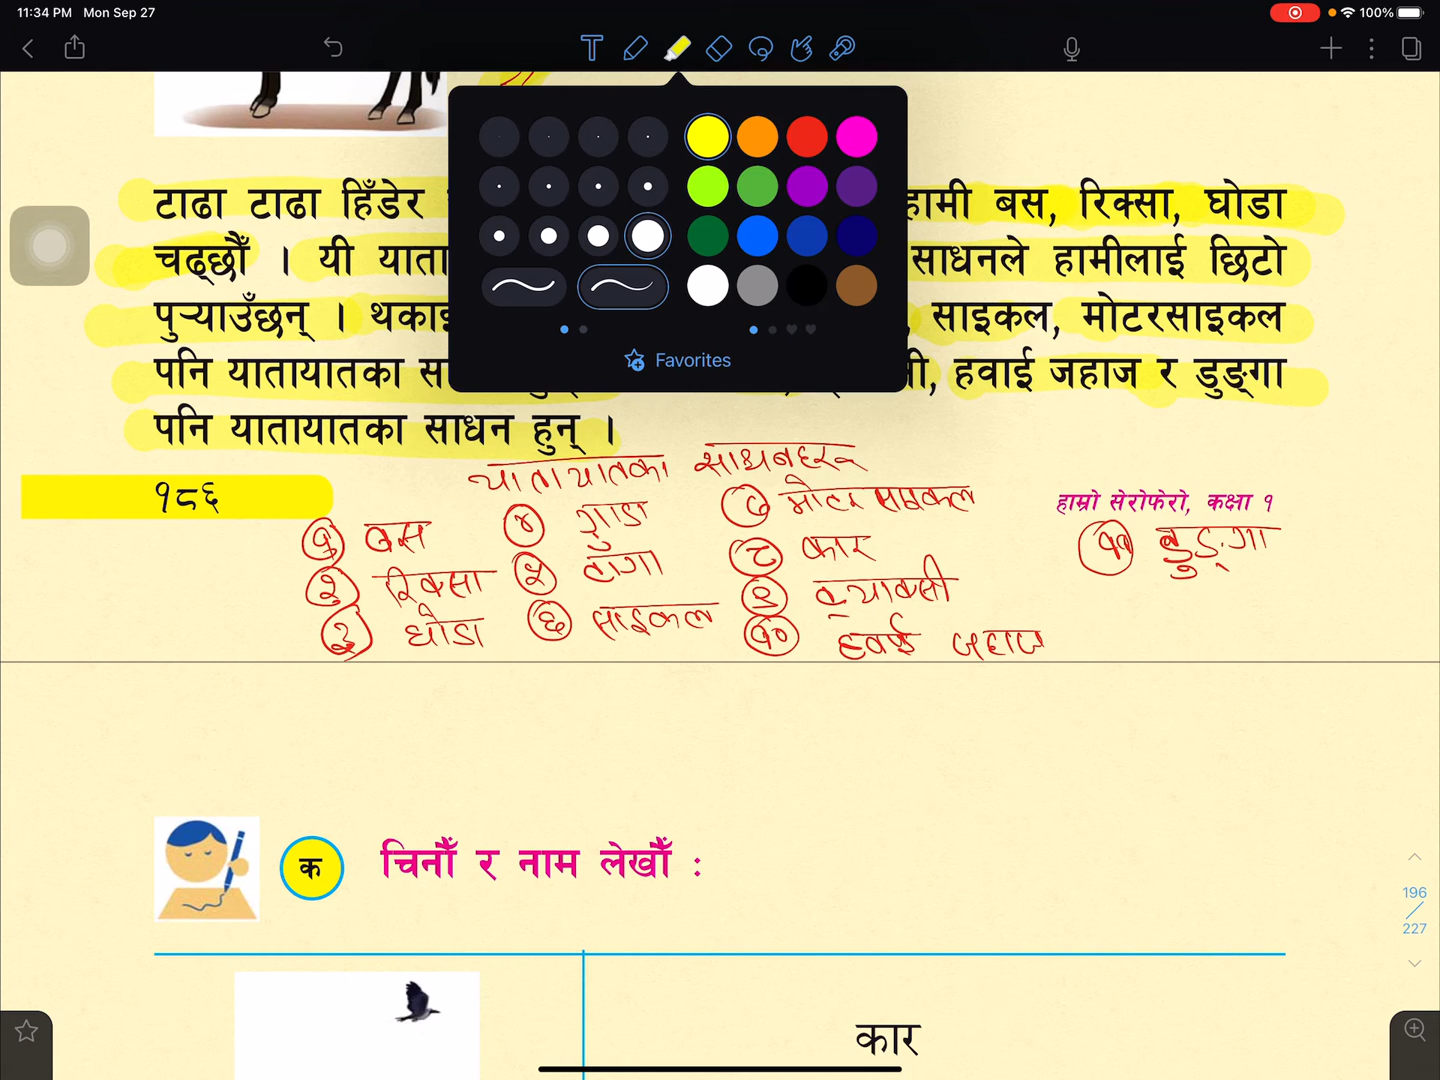 11:34 PM Mon Sep 27
100%
Favorites
टाढा टाढा हिँडेर हामी बस, रिक्सा, घोडा
चढ्छौँ । यी साधनले हामीलाई छिटो
पुऱ्याउँछन् । साइकल, मोटरसाइकल
पनि यातायातका हवाई जहाज र डुङ्गा
पनि यातायातका साधन हुन् ।
१८६
हाम्रो सेरोफेरो, कक्षा १
यातायातका साधनहरू
१ बस
२ रिक्सा
३ घोडा
४
५ टाँगा
६ साइकल
७ मोटर साइकल
८ कार
९ ट्याक्सी
१० हवाई जहाज
११ डुङ्गा
क चिनौँ र नाम लेखौँ :
196
227
कार